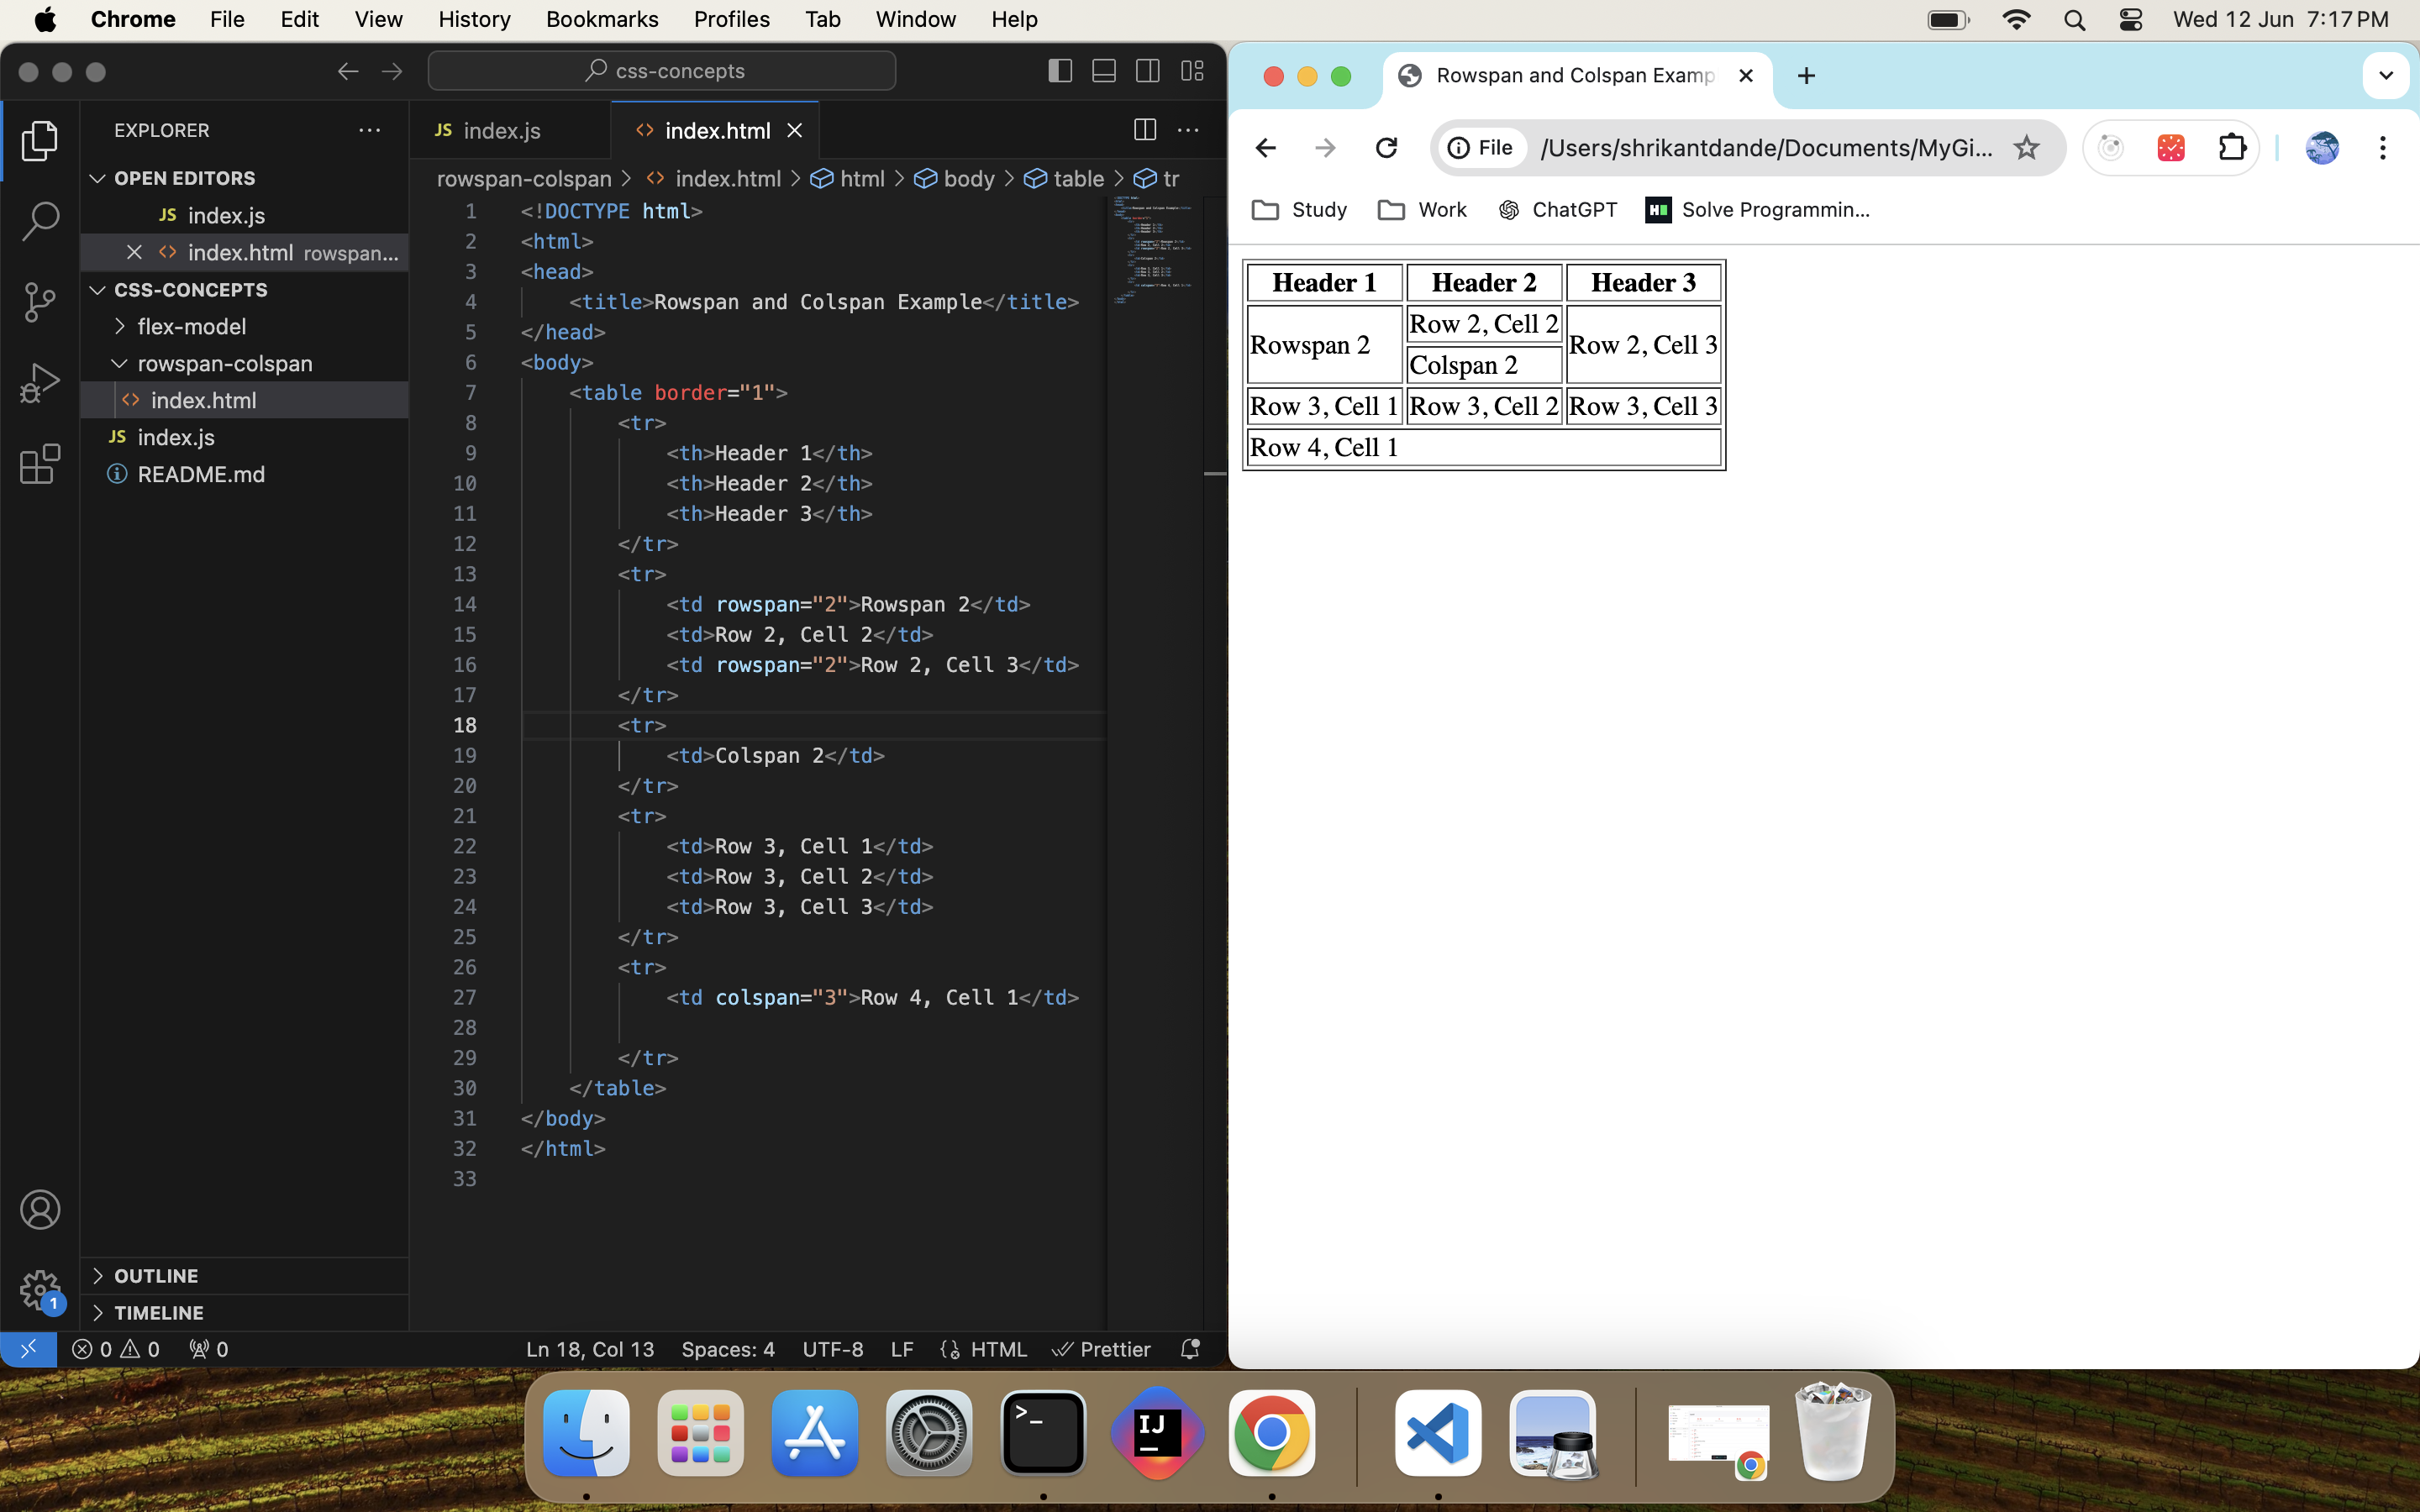 Chrome File Edit View History Bookmarks Profiles Tab Window Help
Wed 12 Jun 7:17 PM
css-concepts
EXPLORER
OPEN EDITORS
JS index.js
index.html rowspan...
CSS-CONCEPTS
flex-model
rowspan-colspan
index.html
JS index.js
README.md
OUTLINE
TIMELINE
1
JS index.js
index.html
rowspan-colspan > index.html > html > body > table > tr
1 <!DOCTYPE html>
2 <html>
3 <head>
4 <title>Rowspan and Colspan Example</title>
5 </head>
6 <body>
7 <table border="1">
8 <tr>
9 <th>Header 1</th>
10 <th>Header 2</th>
11 <th>Header 3</th>
12 </tr>
13 <tr>
14 <td rowspan="2">Rowspan 2</td>
15 <td>Row 2, Cell 2</td>
16 <td rowspan="2">Row 2, Cell 3</td>
17 </tr>
18 <tr>
19 <td>Colspan 2</td>
20 </tr>
21 <tr>
22 <td>Row 3, Cell 1</td>
23 <td>Row 3, Cell 2</td>
24 <td>Row 3, Cell 3</td>
25 </tr>
26 <tr>
27 <td colspan="3">Row 4, Cell 1</td>
28
29 </tr>
30 </table>
31 </body>
32 </html>
33
0 0 0
Ln 18, Col 13 Spaces: 4 UTF-8 LF HTML Prettier
Rowspan and Colspan Examp
File /Users/shrikantdande/Documents/MyGi...
Study Work ChatGPT H Solve Programmin...
Header 1 Header 2 Header 3
Rowspan 2 Row 2, Cell 2 Row 2, Cell 3
Colspan 2
Row 3, Cell 1 Row 3, Cell 2 Row 3, Cell 3
Row 4, Cell 1
>_
IJ